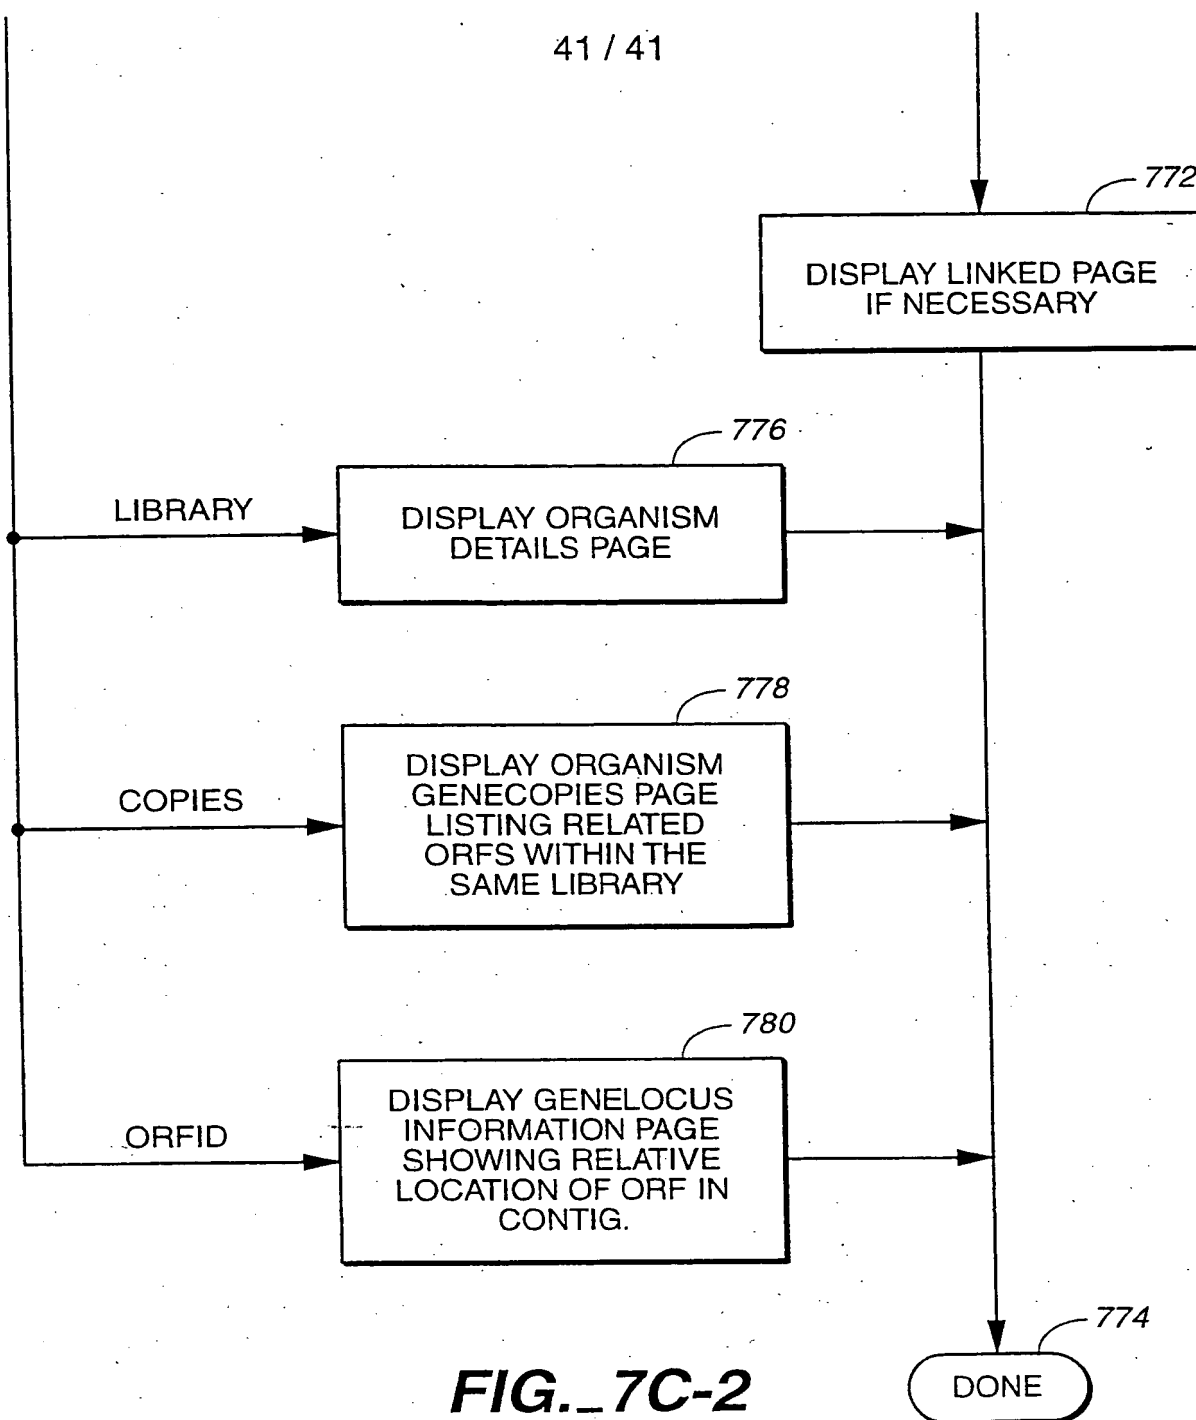 41 / 41
772
DISPLAY LINKED PAGE
IF NECESSARY
776
LIBRARY
DISPLAY ORGANISM
DETAILS PAGE
778
COPIES
DISPLAY ORGANISM
GENECOPIES PAGE
LISTING RELATED
ORFS WITHIN THE
SAME LIBRARY
780
ORFID
DISPLAY GENELOCUS
INFORMATION PAGE
SHOWING RELATIVE
LOCATION OF ORF IN
CONTIG.
774
DONE
FIG._7C-2